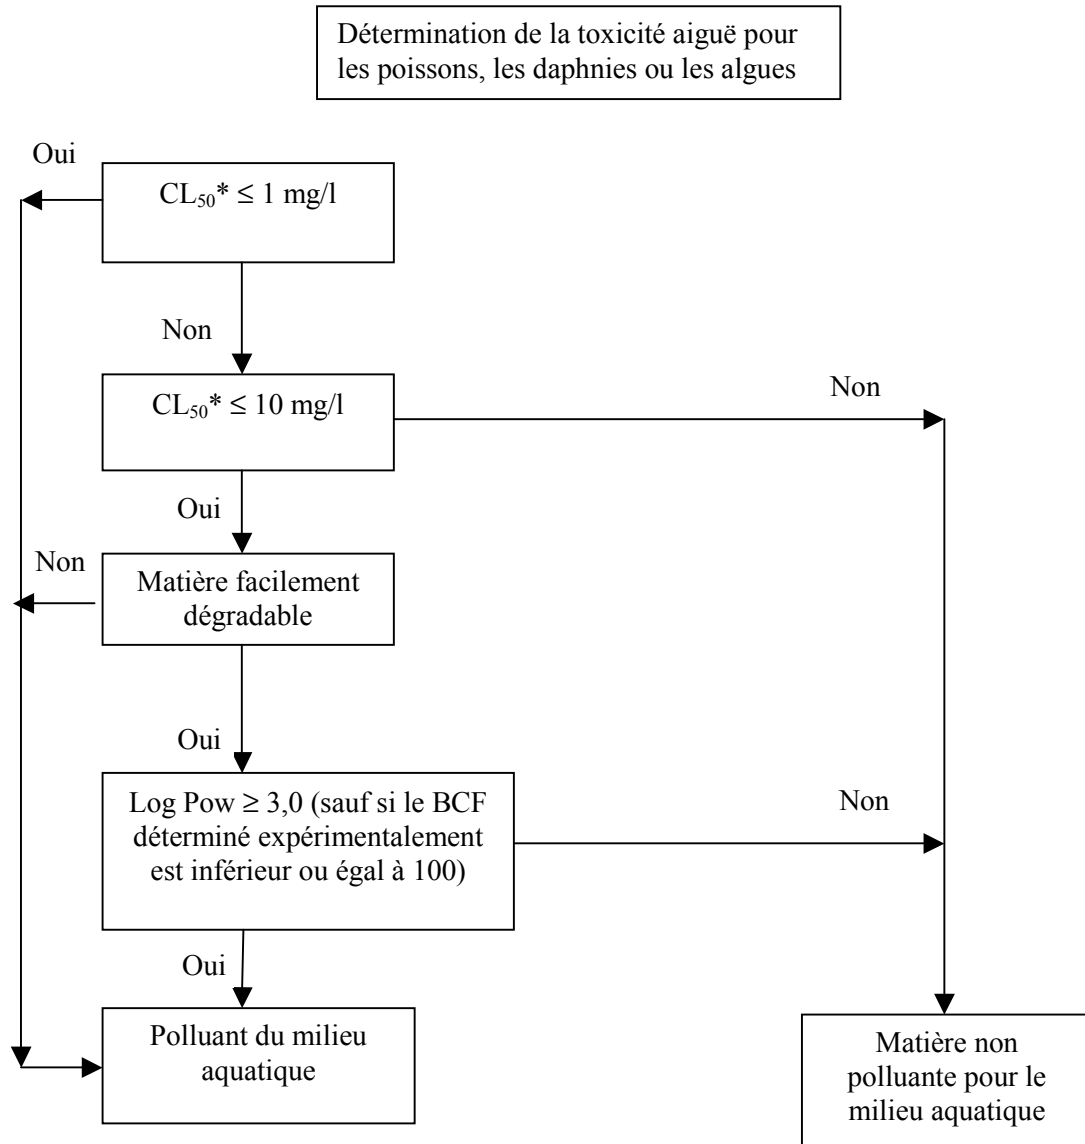 Détermination de la toxicité aiguë pour
les poissons, les daphnies ou les algues
Oui
CL₅₀* ≤ 1 mg/l
Non
CL₅₀* ≤ 10 mg/l
Non
Oui
Non
Matière facilement
dégradable
Oui
Log Pow ≥ 3,0 (sauf si le BCF
déterminé expérimentalement
est inférieur ou égal à 100)
Non
Oui
Polluant du milieu
aquatique
Matière non
polluante pour le
milieu aquatique